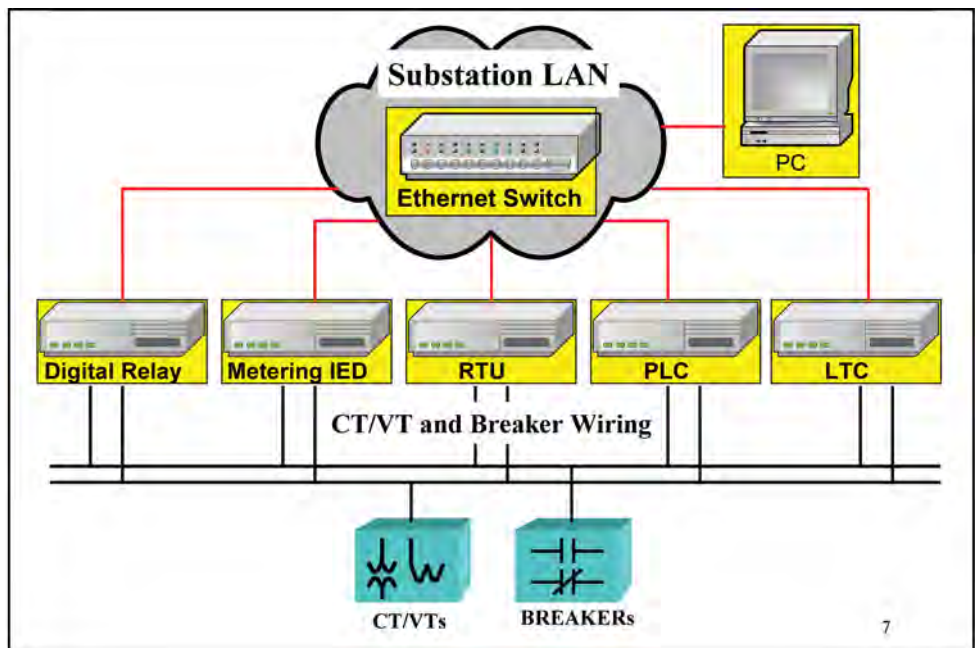 Substation LAN
Ethernet Switch
PC
Digital Relay
Metering IED
RTU
PLC
LTC
CT/VT and Breaker Wiring
CT/VTs
BREAKERs
7